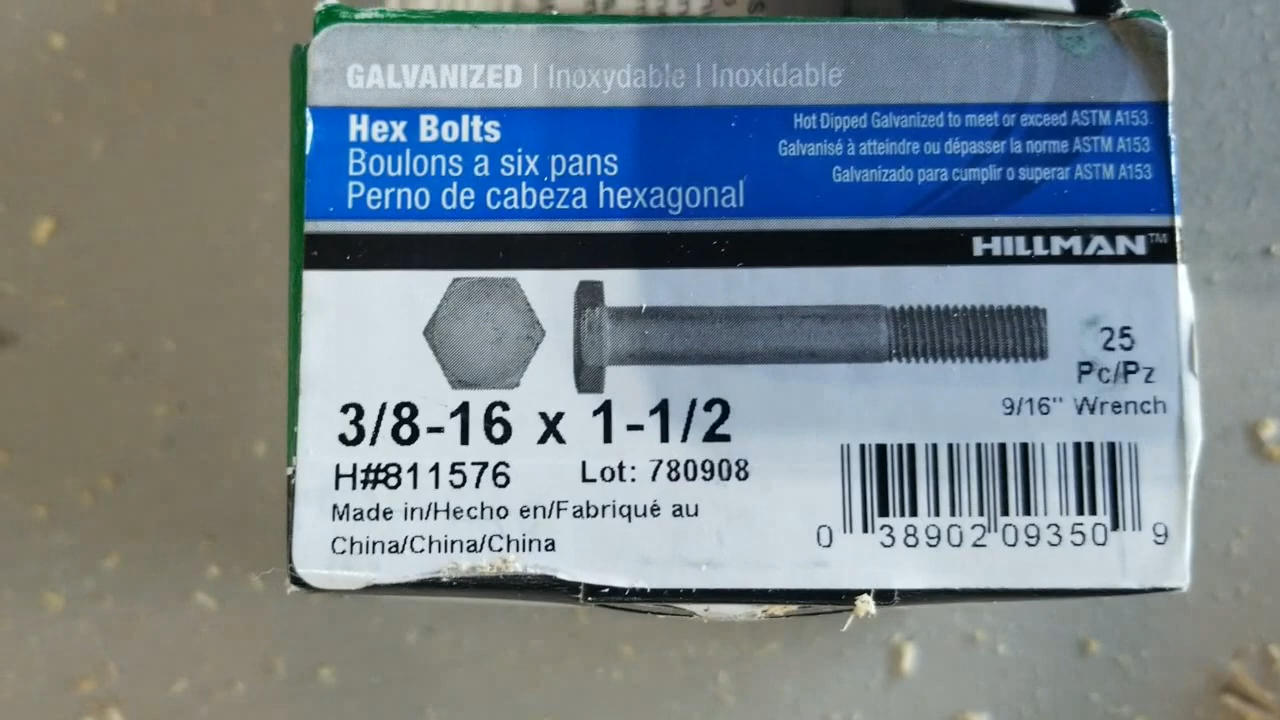 GALVANIZED | Inoxydable | Inoxidable
Hex Bolts
Boulons a six pans
Perno de cabeza hexagonal
Hot Dipped Galvanized to meet or exceed ASTM A153
Galvanisé à atteindre ou dépasser la norme ASTM A153
Galvanizado para cumplir o superar ASTM A153
HILLMAN™
25
Pc/Pz
9/16" Wrench
3/8-16 x 1-1/2
H#811576 Lot: 780908
Made in/Hecho en/Fabriqué au
China/China/China
0 38902 09350 9